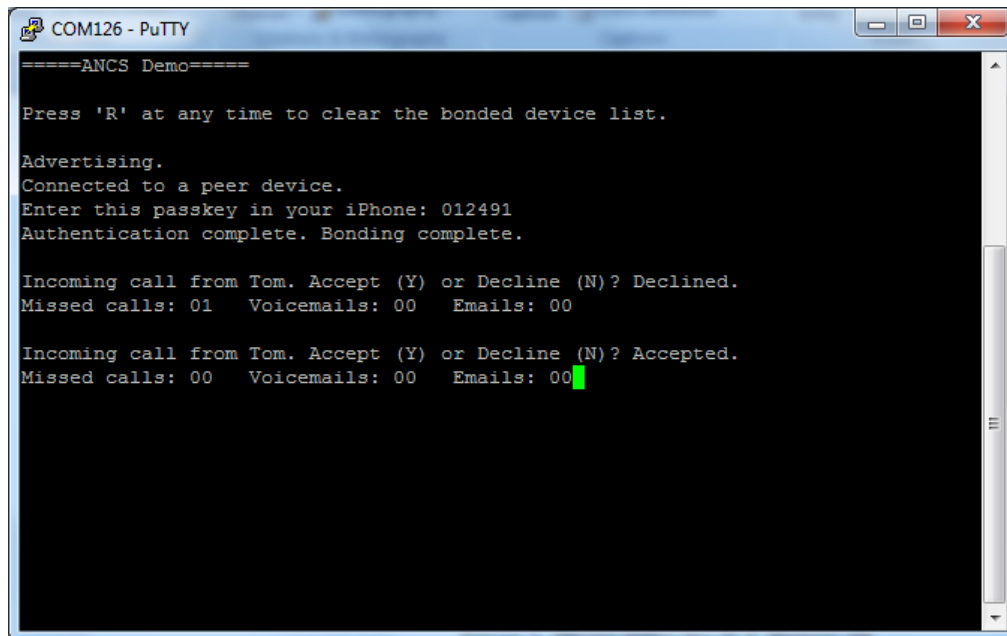 COM126 - PuTTY
=====ANCS Demo=====
Press 'R' at any time to clear the bonded device list.
Advertising.
Connected to a peer device.
Enter this passkey in your iPhone: 012491
Authentication complete. Bonding complete.
Incoming call from Tom. Accept (Y) or Decline (N)? Declined.
Missed calls: 01   Voicemails: 00   Emails: 00
Incoming call from Tom. Accept (Y) or Decline (N)? Accepted.
Missed calls: 00   Voicemails: 00   Emails: 00